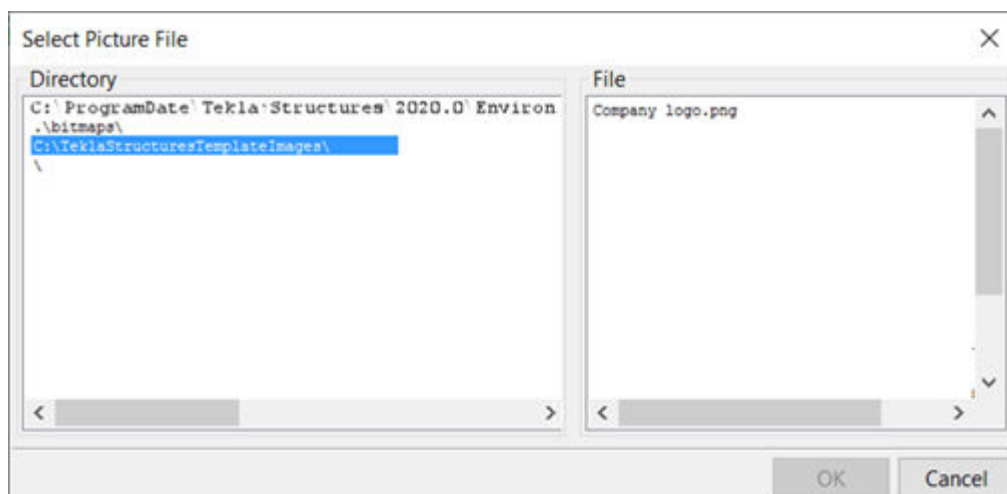 Select Picture File
Directory
C:\ProgramDate\Tekla Structures\2020.0\Environ
.\bitmaps\
C:\TeklaStructuresTemplateImages\
\
File
Company logo.png
OK
Cancel